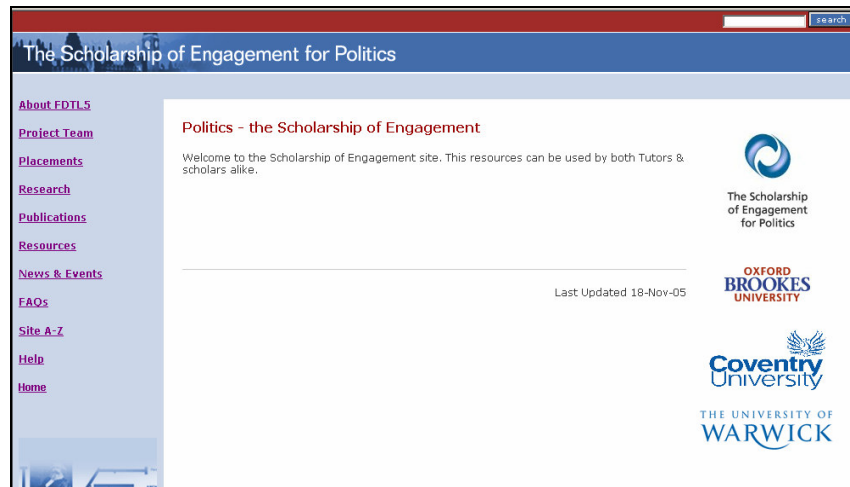 search
The Scholarship of Engagement for Politics
About FDTL5
Project Team
Placements
Research
Publications
Resources
News & Events
FAQs
Site A-Z
Help
Home
Politics - the Scholarship of Engagement
Welcome to the Scholarship of Engagement site. This resources can be used by both Tutors &
scholars alike.
Last Updated 18-Nov-05
The Scholarship
of Engagement
for Politics
OXFORD
BROOKES
UNIVERSITY
Coventry
University
THE UNIVERSITY OF
WARWICK